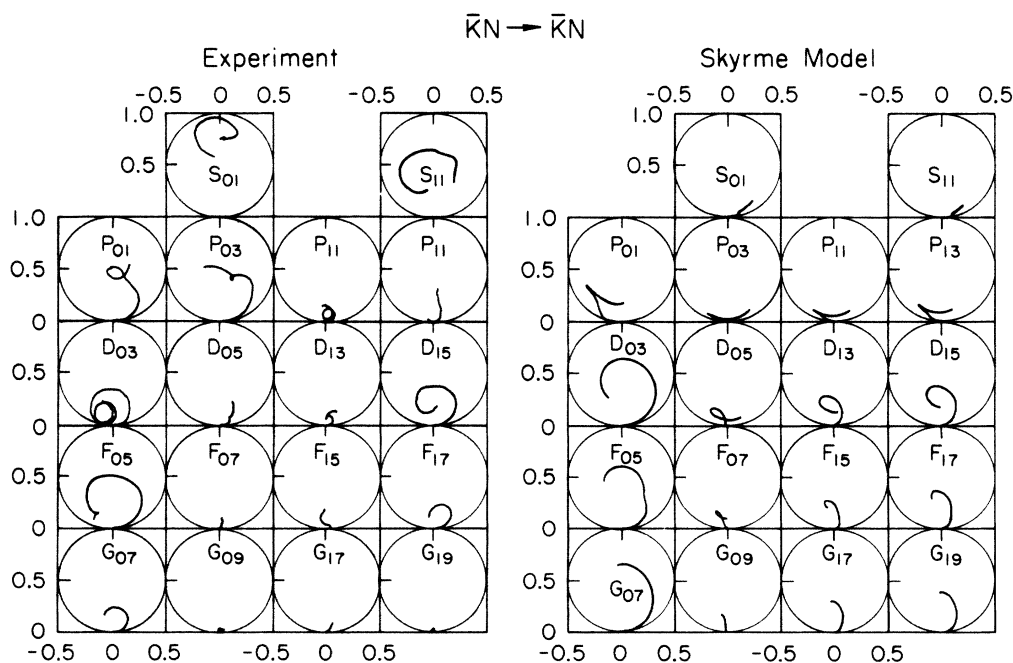 K̄N → K̄N
Experiment Skyrme Model
-0.5 0 0.5 -0.5 0 0.5 -0.5 0 0.5 -0.5 0 0.5
1.0 1.0
0.5 0.5 0.5 0.5
S₀₁ S₁₁ S₀₁ S₁₁
1.0 1.0
P₀₁ P₀₃ P₁₁ P₁₁ P₀₁ P₀₃ P₁₁ P₁₃
0.5 0.5
0 0
D₀₃ D₀₅ D₁₃ D₁₅ D₀₃ D₀₅ D₁₃ D₁₅
0.5 0.5
0 0
F₀₅ F₀₇ F₁₅ F₁₇ F₀₅ F₀₇ F₁₅ F₁₇
0.5 0.5
0 0
G₀₇ G₀₉ G₁₇ G₁₉ G₀₇ G₀₉ G₁₇ G₁₉
0.5 0.5
0 0
-0.5 0 0.5 -0.5 0 0.5 -0.5 0 0.5 -0.5 0 0.5